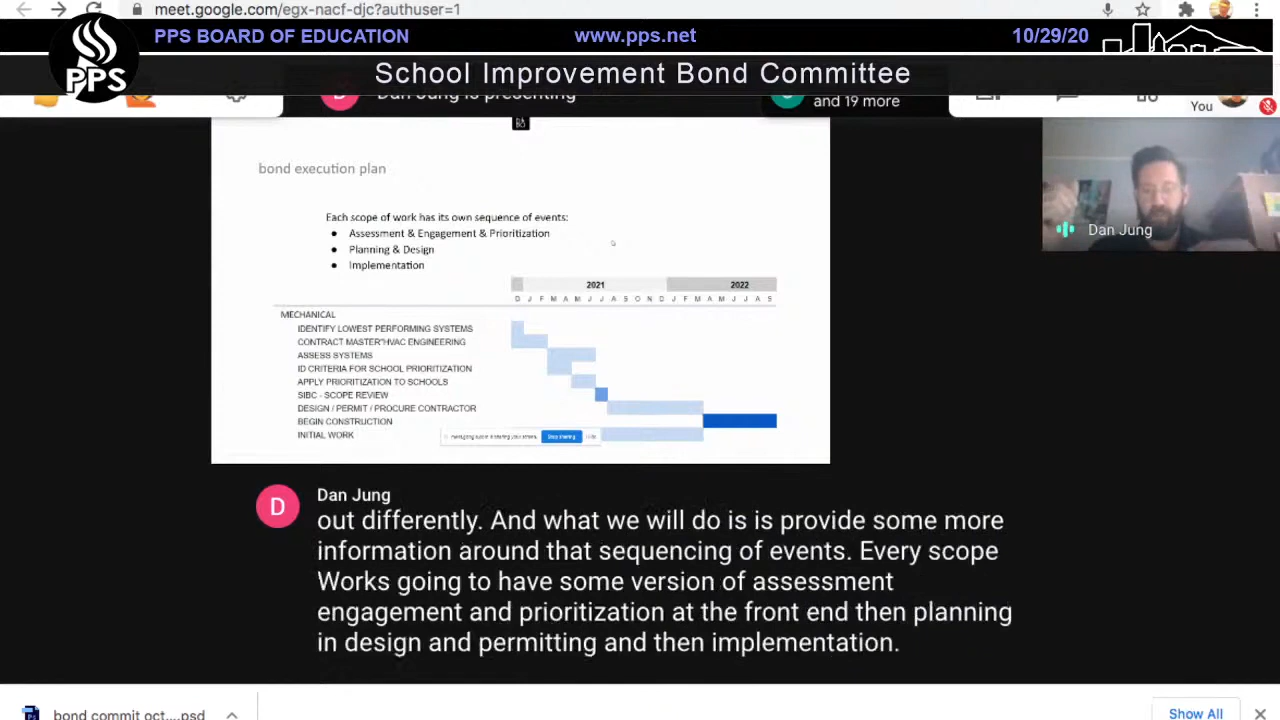 meet.google.com/egx-nacf-djc?authuser=1
PPS BOARD OF EDUCATION
www.pps.net
10/29/20
PPS
School Improvement Bond Committee
Dan Jung is presenting
and 19 more
You
bond execution plan
Each scope of work has its own sequence of events:
● Assessment & Engagement & Prioritization
● Planning & Design
● Implementation
Dan Jung
2021 2022
D J F M A M J J A S O N D J F M A M J J A S
MECHANICAL
IDENTIFY LOWEST PERFORMING SYSTEMS
CONTRACT MASTER HVAC ENGINEERING
ASSESS SYSTEMS
ID CRITERIA FOR SCHOOL PRIORITIZATION
APPLY PRIORITIZATION TO SCHOOLS
SIBC - SCOPE REVIEW
DESIGN / PERMIT / PROCURE CONTRACTOR
BEGIN CONSTRUCTION
INITIAL WORK
Stop sharing
D
Dan Jung
out differently. And what we will do is is provide some more
information around that sequencing of events. Every scope
Works going to have some version of assessment
engagement and prioritization at the front end then planning
in design and permitting and then implementation.
bond commit oct....psd
Show All